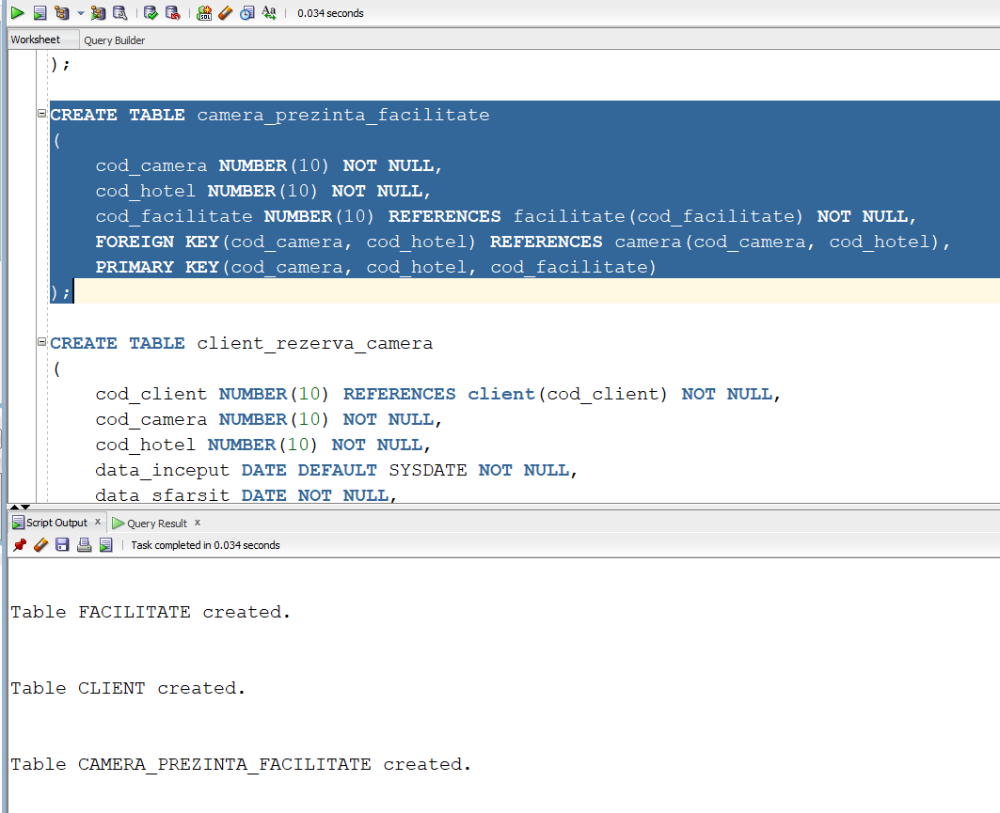 0.034 seconds
Worksheet Query Builder
);
CREATE TABLE camera_prezinta_facilitate
(
cod_camera NUMBER(10) NOT NULL,
cod_hotel NUMBER(10) NOT NULL,
cod_facilitate NUMBER(10) REFERENCES facilitate(cod_facilitate) NOT NULL,
FOREIGN KEY(cod_camera, cod_hotel) REFERENCES camera(cod_camera, cod_hotel),
PRIMARY KEY(cod_camera, cod_hotel, cod_facilitate)
);
CREATE TABLE client_rezerva_camera
(
cod_client NUMBER(10) REFERENCES client(cod_client) NOT NULL,
cod_camera NUMBER(10) NOT NULL,
cod_hotel NUMBER(10) NOT NULL,
data_inceput DATE DEFAULT SYSDATE NOT NULL,
data_sfarsit DATE NOT NULL,
Script Output x Query Result x
Task completed in 0.034 seconds
Table FACILITATE created.
Table CLIENT created.
Table CAMERA_PREZINTA_FACILITATE created.